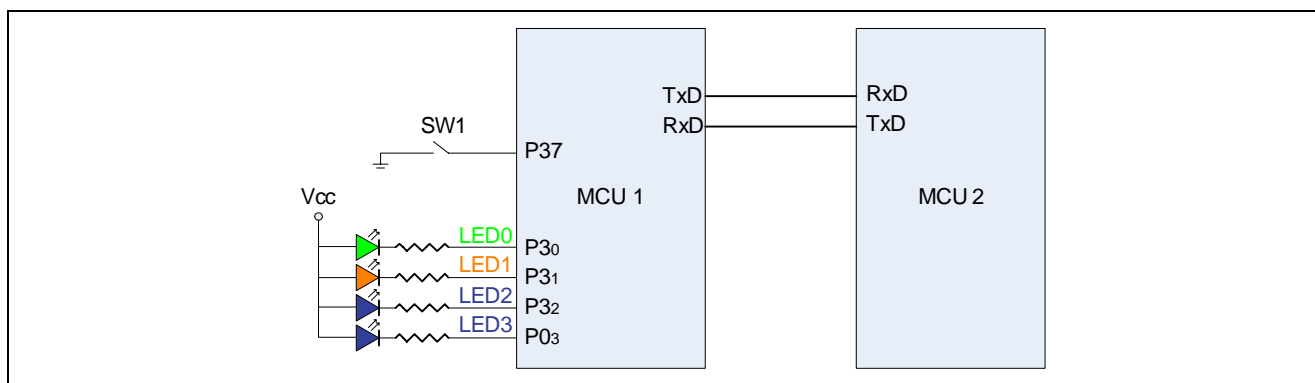 TxD RxD
RxD TxD
SW1
P37
MCU 1 MCU 2
Vcc
LED0 P30
LED1 P31
LED2 P32
LED3 P03